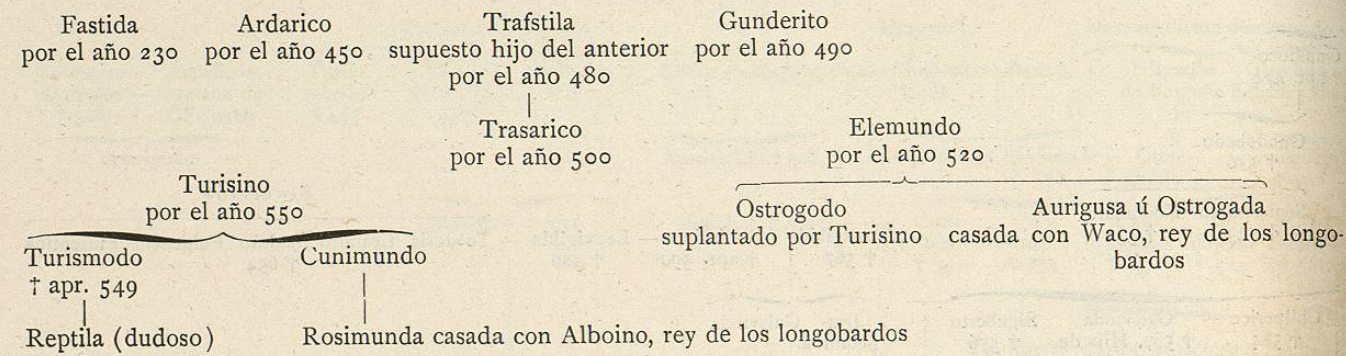 Fastida
por el año 230
Ardarico
por el año 450
Trafstila
supuesto hijo del anterior
por el año 480
Gunderito
por el año 490
Trasarico
por el año 500
Elemundo
por el año 520
Turisino
por el año 550
Ostrogodo
suplantado por Turisino
Aurigusa ú Ostrogada
casada con Waco, rey de los longo-
bardos
Turismodo
† apr. 549
Cunimundo
Reptila (dudoso)
Rosimunda casada con Alboino, rey de los longobardos